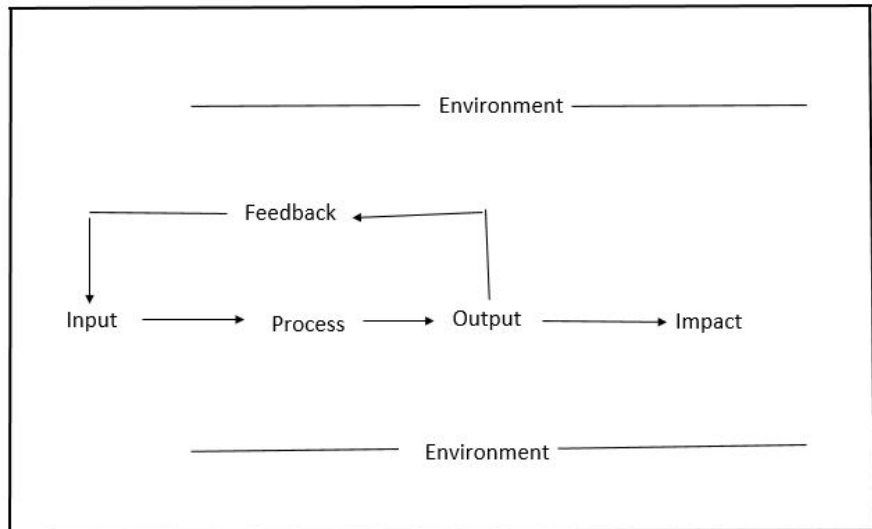 Environment
Feedback
Input
Process
Output
Impact
Environment